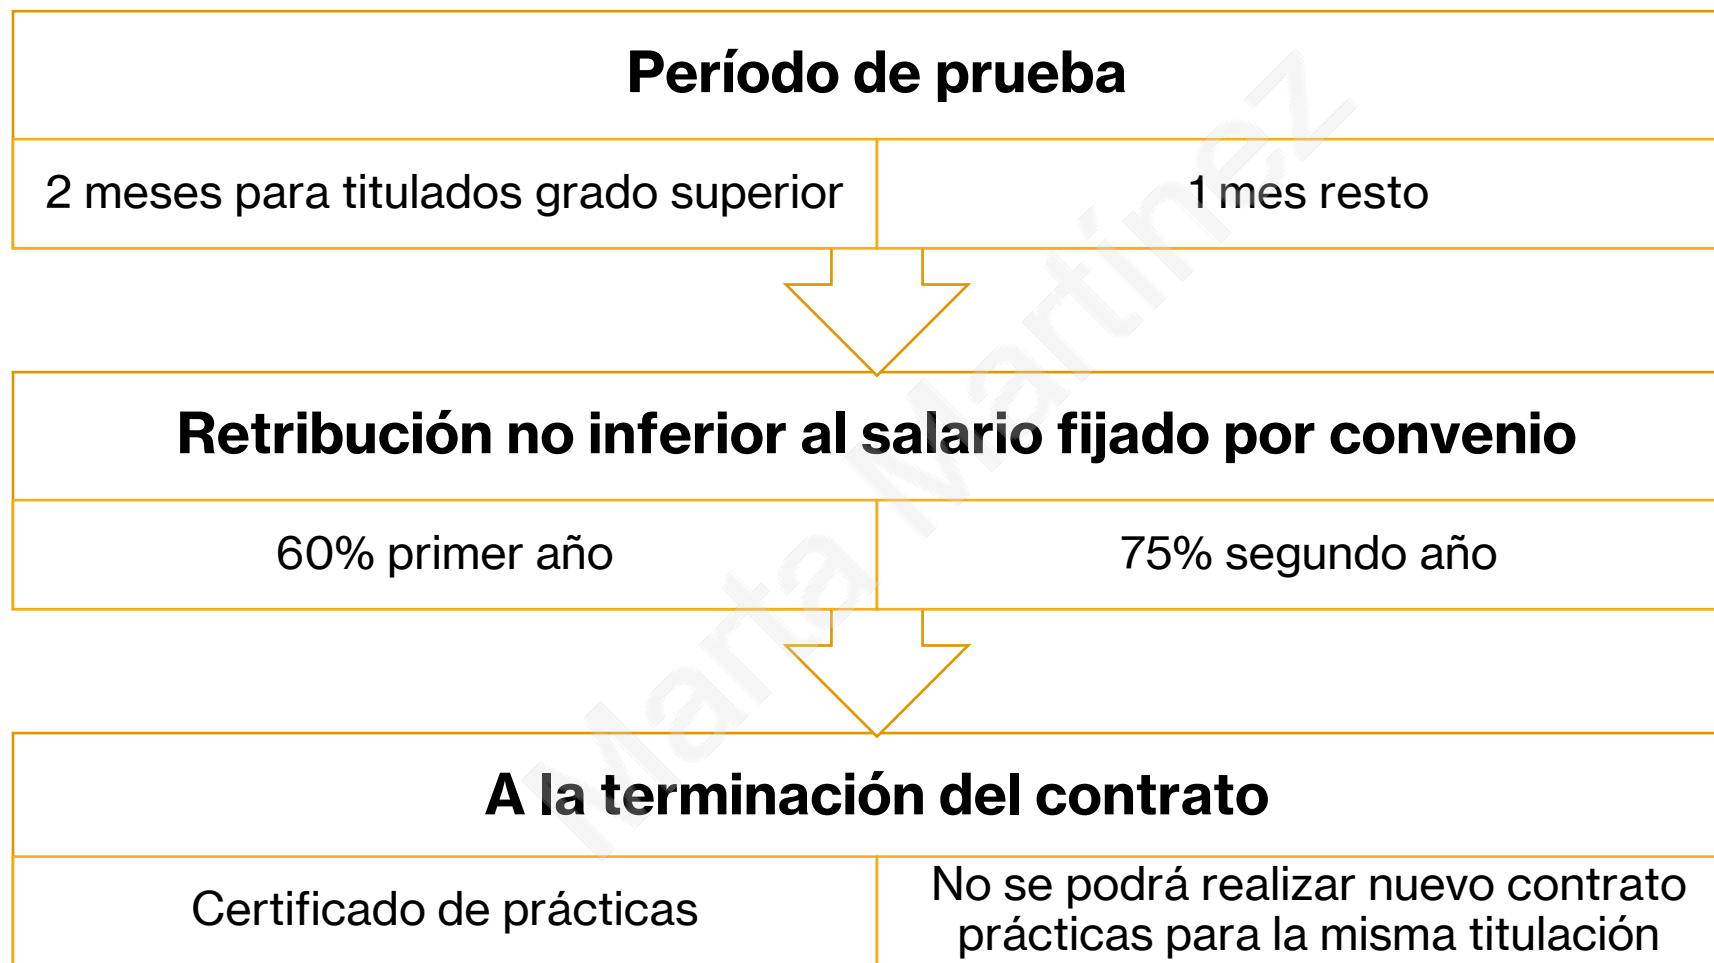 Período de prueba
2 meses para titulados grado superior
1 mes resto
Retribución no inferior al salario fijado por convenio
60% primer año
75% segundo año
A la terminación del contrato
Certificado de prácticas
No se podrá realizar nuevo contrato
prácticas para la misma titulación
Marta Martínez